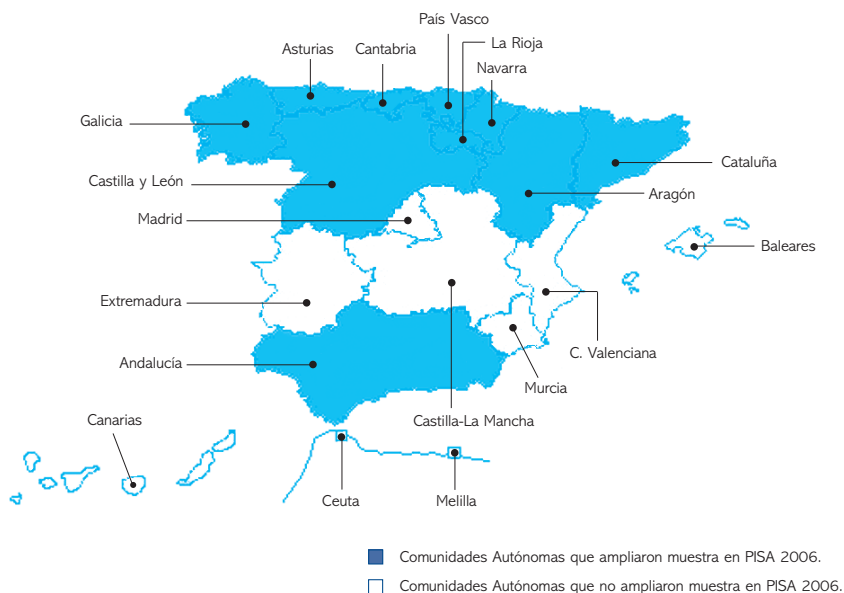 País Vasco
Asturias
Cantabria
La Rioja
Navarra
Galicia
Cataluña
Castilla y León
Aragón
Madrid
Baleares
Extremadura
C. Valenciana
Andalucía
Murcia
Canarias
Castilla-La Mancha
Ceuta
Melilla
Comunidades Autónomas que ampliaron muestra en PISA 2006.
Comunidades Autónomas que no ampliaron muestra en PISA 2006.